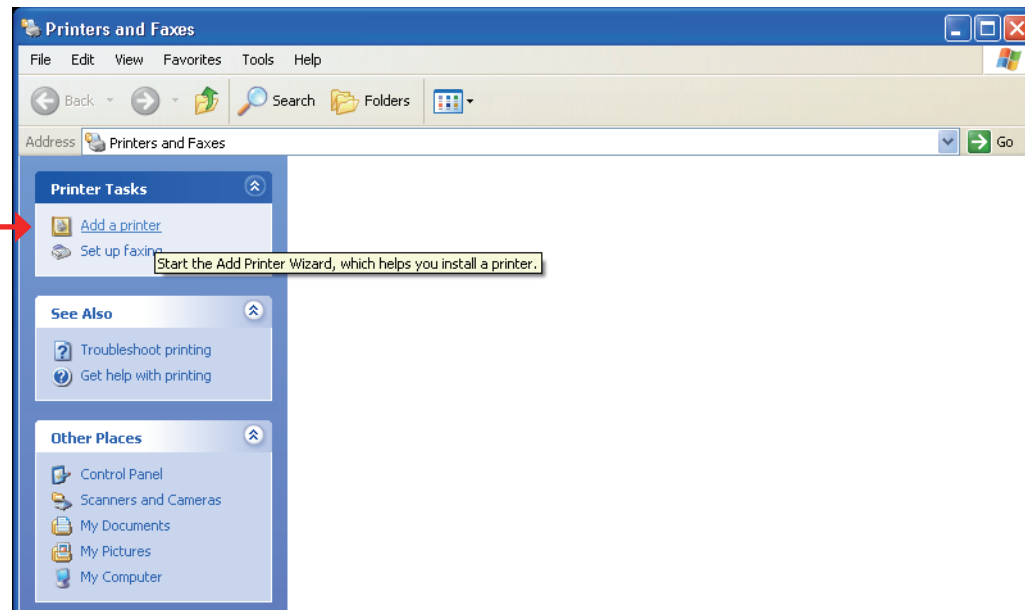 Printers and Faxes
File Edit View Favorites Tools Help
Back Search Folders
Address Printers and Faxes Go
Printer Tasks
Add a printer
Set up faxing
Start the Add Printer Wizard, which helps you install a printer.
See Also
Troubleshoot printing
Get help with printing
Other Places
Control Panel
Scanners and Cameras
My Documents
My Pictures
My Computer